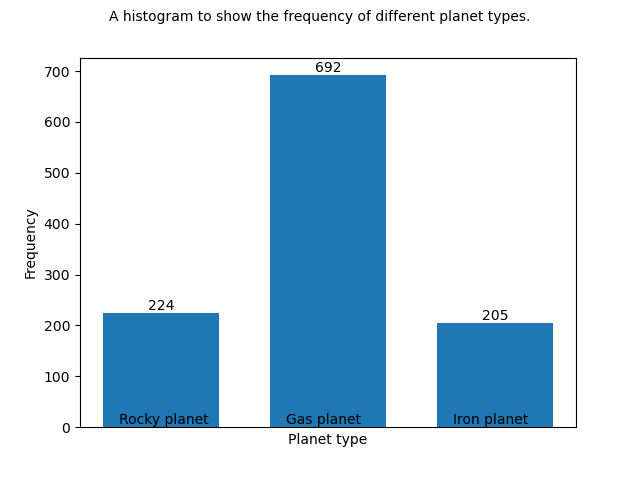 A histogram to show the frequency of different planet types.
700
600
500
400
300
200
100
0
Frequency
692
224
205
Rocky planet
Gas planet
Iron planet
Planet type